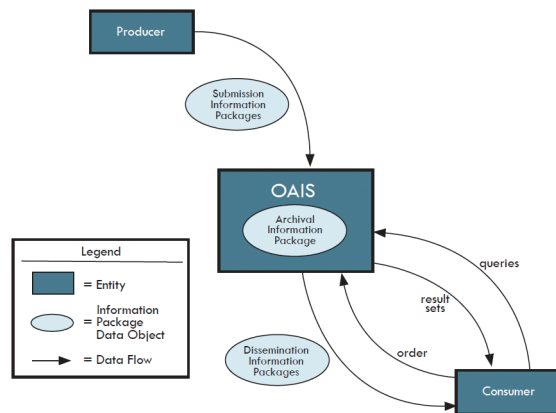 Producer
Submission
Information
Packages
OAIS
Archival
Information
Package
queries
result
sets
order
Dissemination
Information
Packages
Consumer
Legend
= Entity
= Information
Package
Data Object
= Data Flow